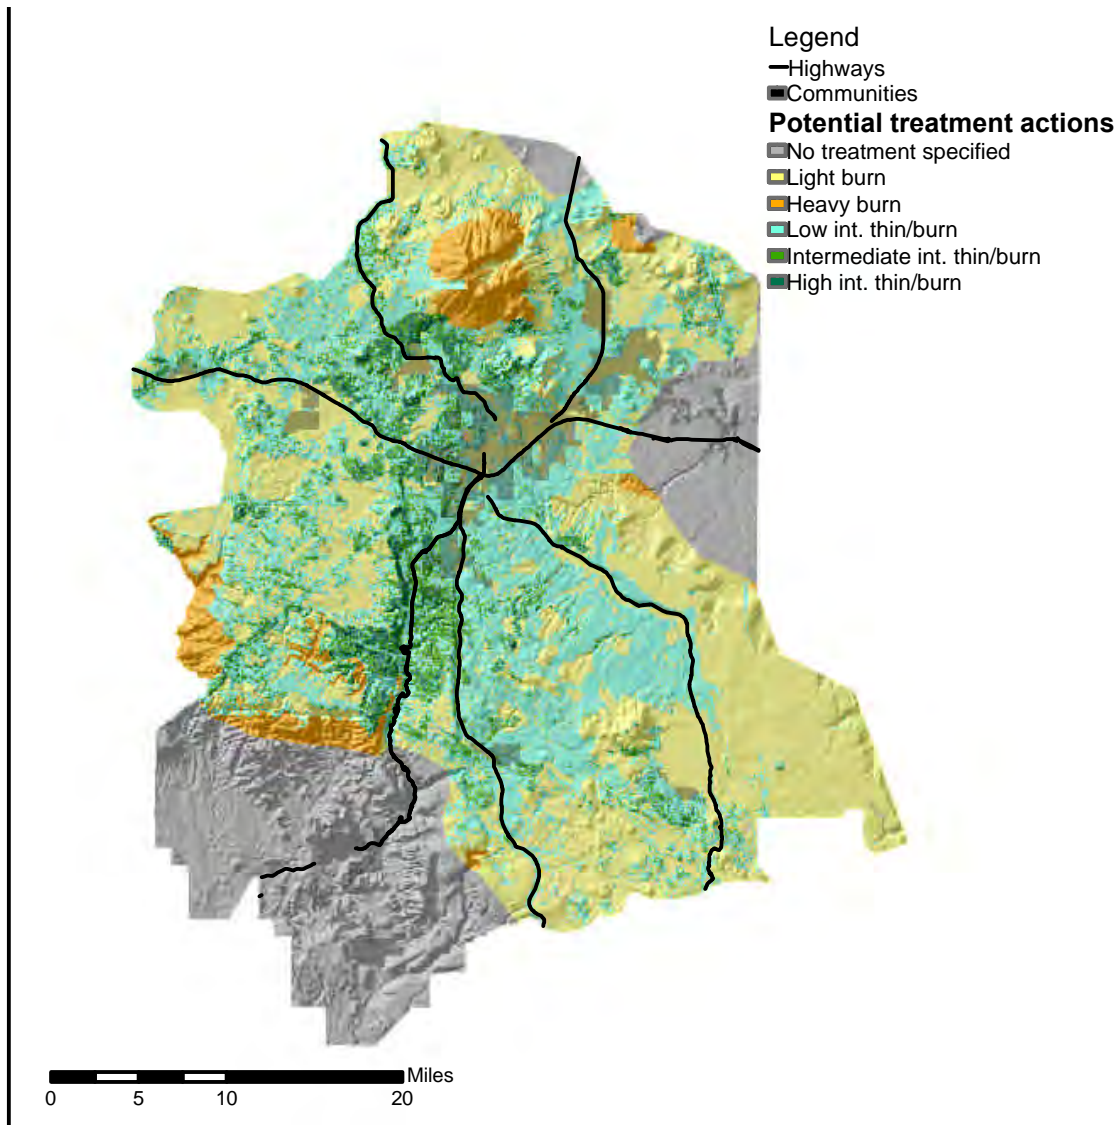 Legend
Highways
Communities
Potential treatment actions
No treatment specified
Light burn
Heavy burn
Low int. thin/burn
Intermediate int. thin/burn
High int. thin/burn
Miles
0 5 10 20